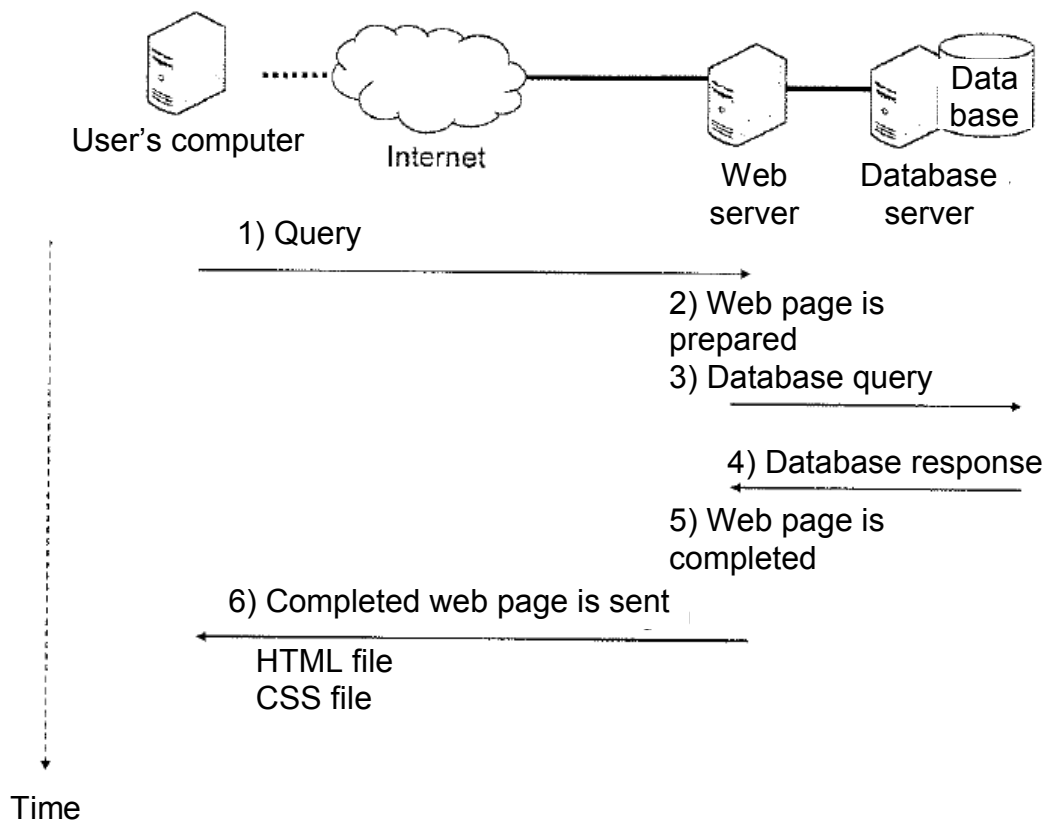 Data
base
User's computer
Internet
Web
server
Database
server
1) Query
2) Web page is
prepared
3) Database query
4) Database response
5) Web page is
completed
6) Completed web page is sent
HTML file
CSS file
Time